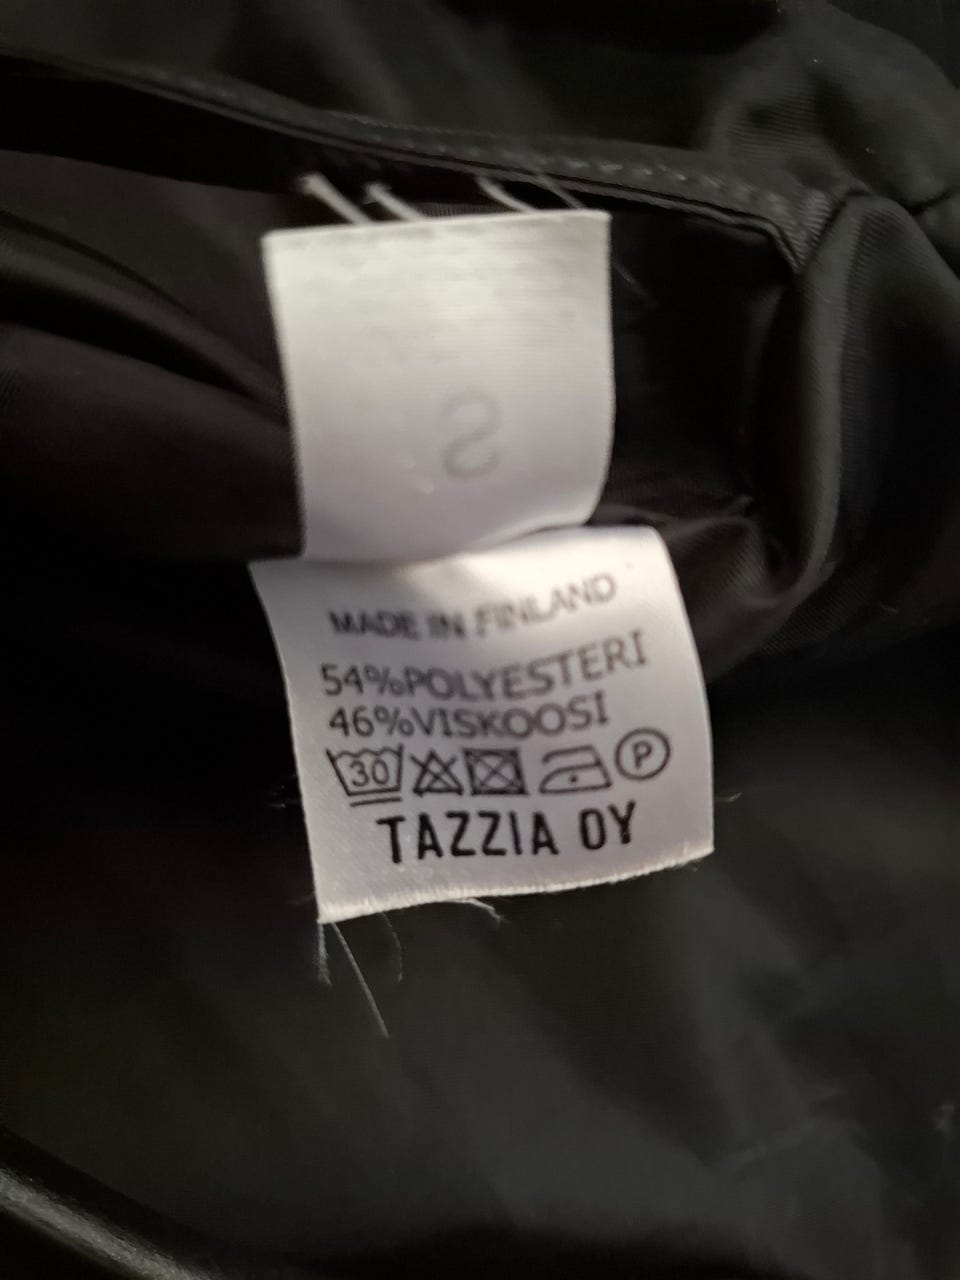 S
MADE IN FINLAND
54%POLYESTERI
46%VISKOOSI
30 P
TAZZIA OY